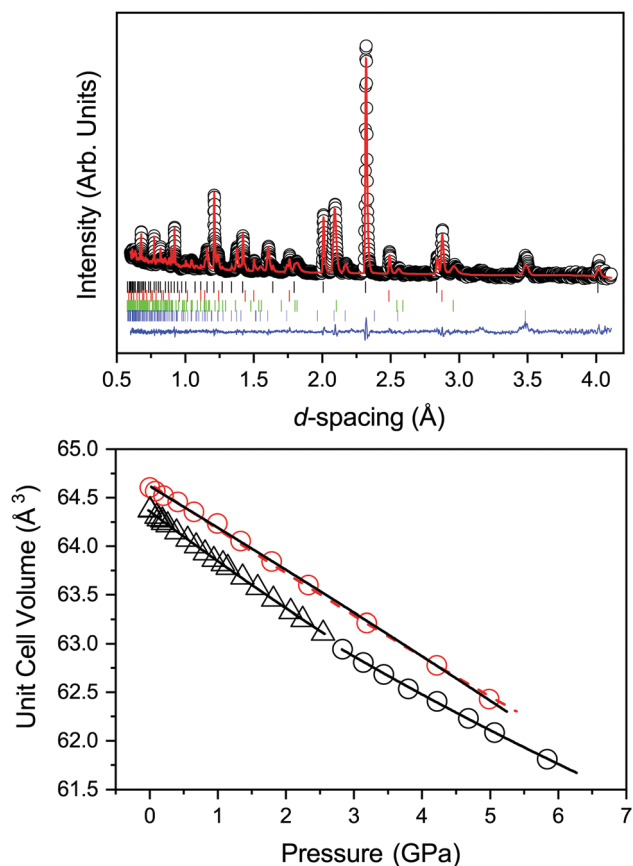 Intensity (Arb. Units)
0.5 1.0 1.5 2.0 2.5 3.0 3.5 4.0
d-spacing (Å)
65.0
64.5
64.0
63.5
63.0
62.5
62.0
61.5
Unit Cell Volume (Å³)
0 1 2 3 4 5 6 7
Pressure (GPa)